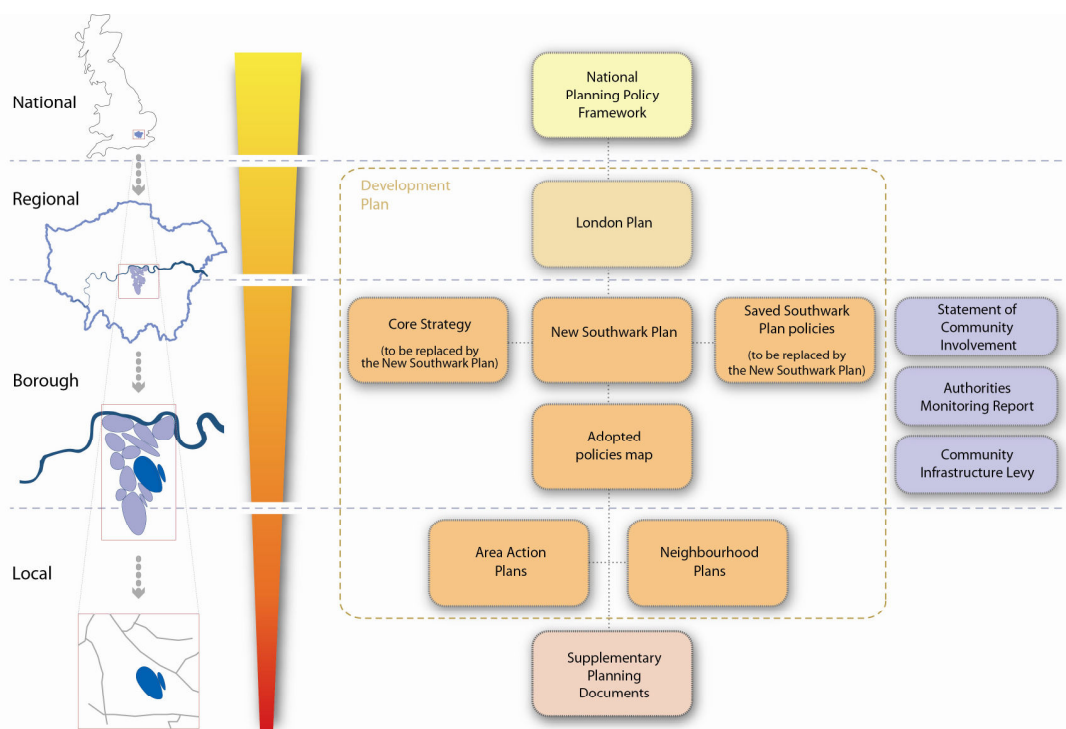 National
National
Planning Policy
Framework
Regional
Development
Plan
London Plan
Borough
Core Strategy
(to be replaced by
the New Southwark Plan)
New Southwark Plan
Saved Southwark
Plan policies
(to be replaced by
the New Southwark Plan)
Statement of
Community
Involvement
Authorities
Monitoring Report
Community
Infrastructure Levy
Adopted
policies map
Local
Area Action
Plans
Neighbourhood
Plans
Supplementary
Planning
Documents